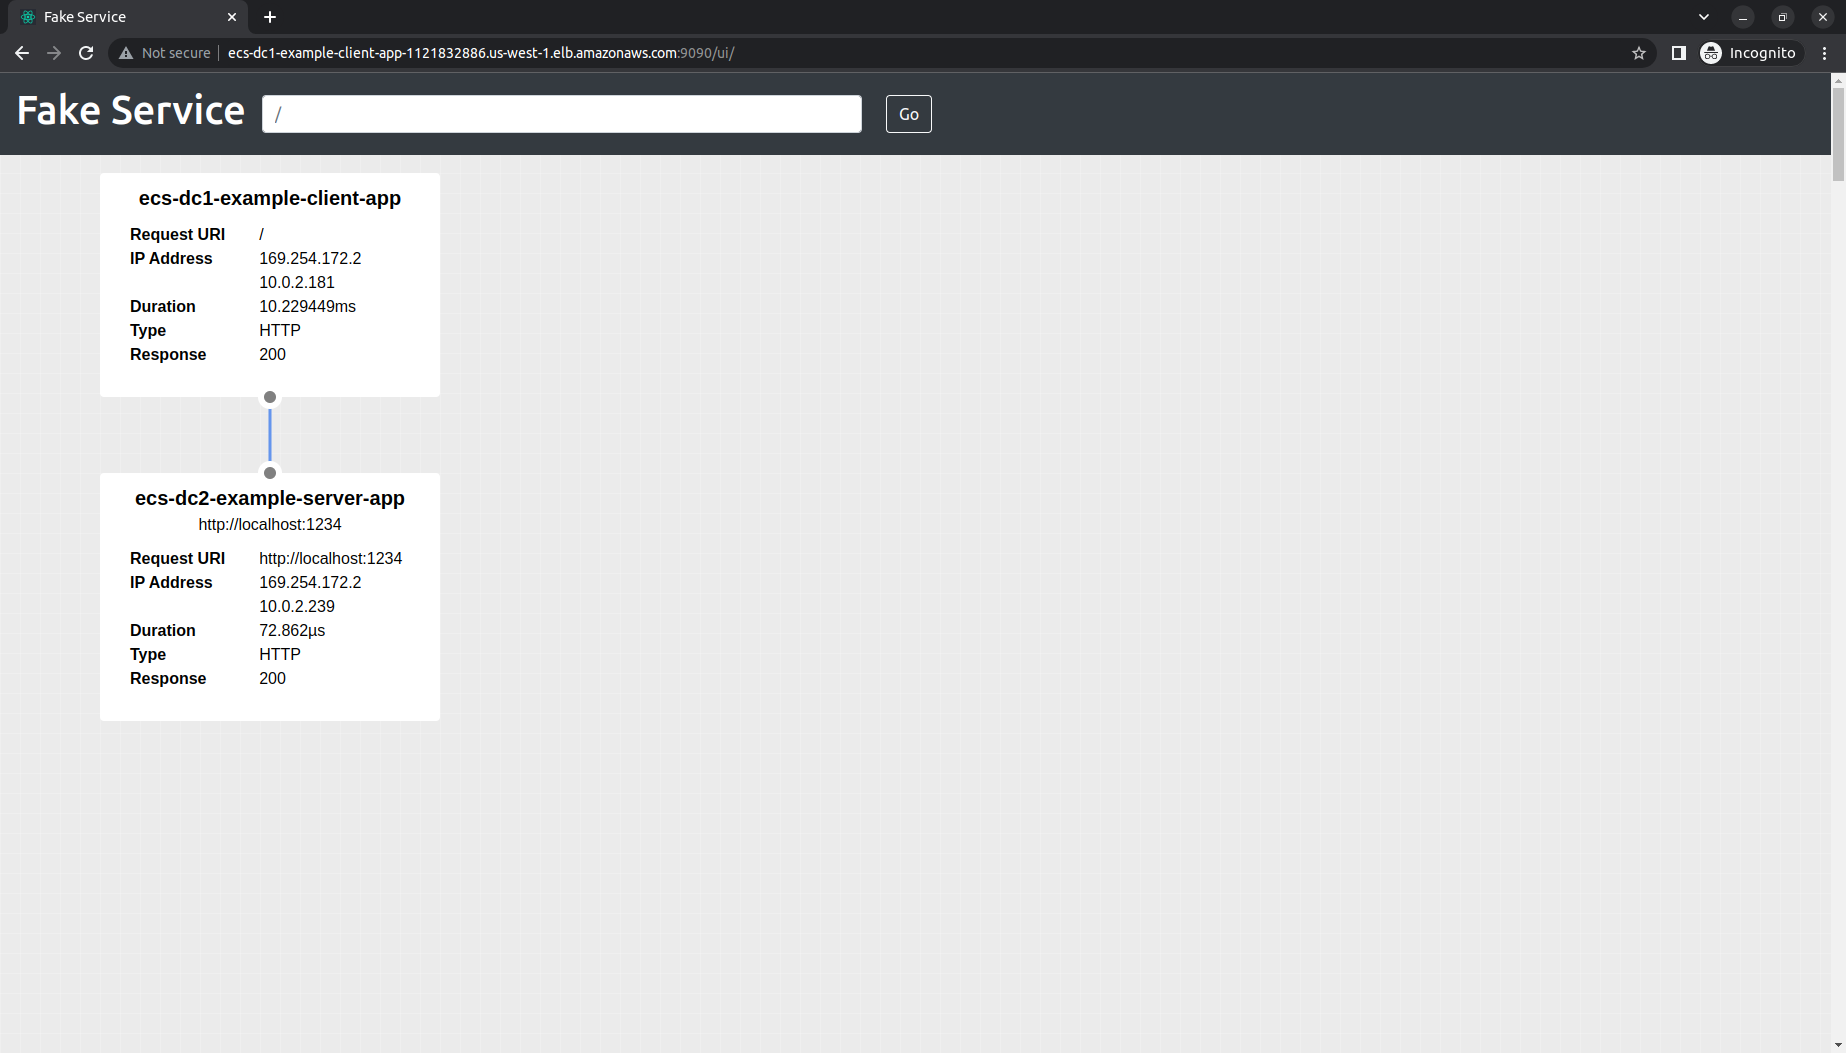 Fake Service
Not secure ecs-dc1-example-client-app-1121832886.us-west-1.elb.amazonaws.com:9090/ui/ Incognito
Fake Service / Go
ecs-dc1-example-client-app
Request URI /
IP Address 169.254.172.2
10.0.2.181
Duration 10.229449ms
Type HTTP
Response 200
ecs-dc2-example-server-app
http://localhost:1234
Request URI http://localhost:1234
IP Address 169.254.172.2
10.0.2.239
Duration 72.862µs
Type HTTP
Response 200